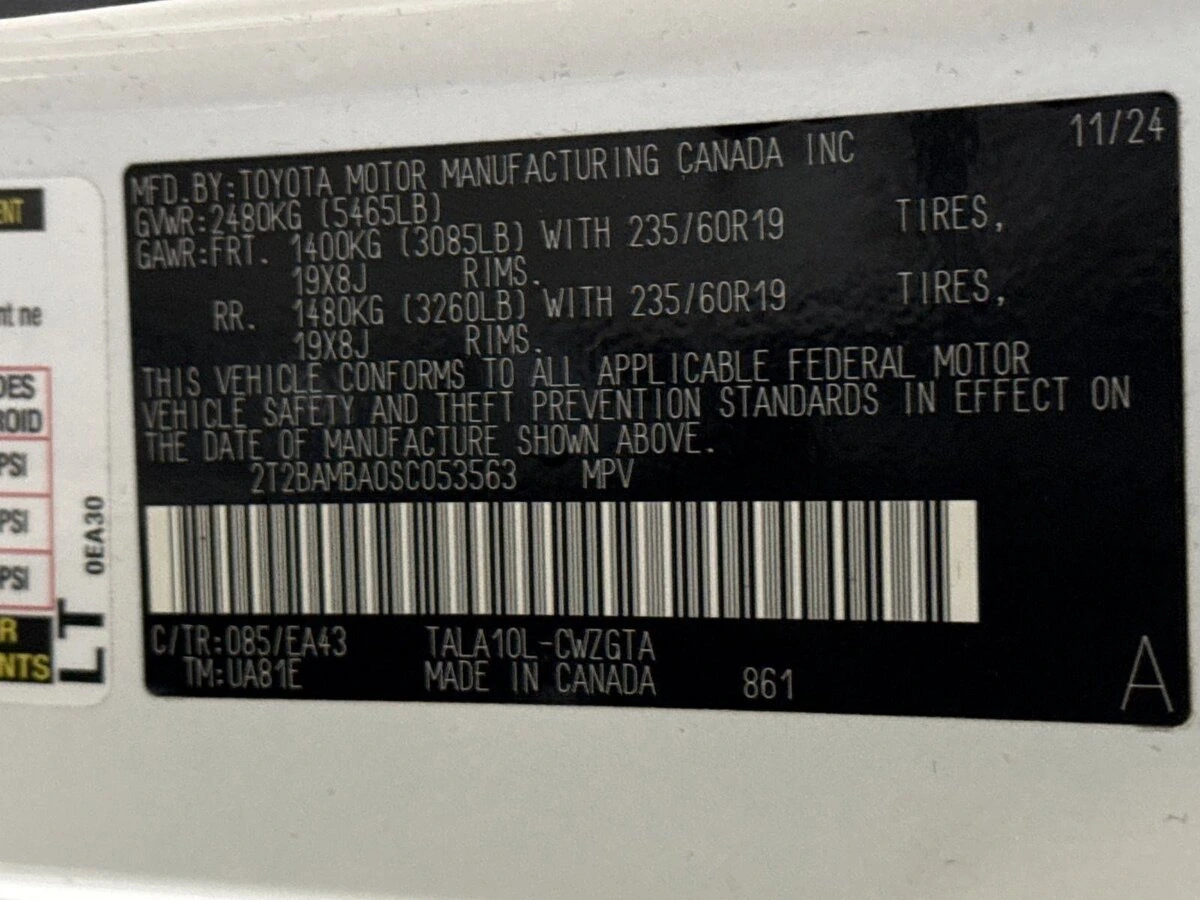 MFD.BY:TOYOTA MOTOR MANUFACTURING CANADA INC 11/24
GVWR:2480KG (5465LB)
GAWR:FRT. 1400KG (3085LB) WITH 235/60R19 TIRES,
19X8J RIMS.
RR. 1480KG (3260LB) WITH 235/60R19 TIRES,
19X8J RIMS.
THIS VEHICLE CONFORMS TO ALL APPLICABLE FEDERAL MOTOR
VEHICLE SAFETY AND THEFT PREVENTION STANDARDS IN EFFECT ON
THE DATE OF MANUFACTURE SHOWN ABOVE.
2T2BAMBA0SC053563 MPV
C/TR:085/EA43 TALA10L-CWZGTA
TM:UA81E MADE IN CANADA 861
A
ENT
nt ne
DES
ROID
PSI
PSI
PSI
R
NTS
LT
0EA30